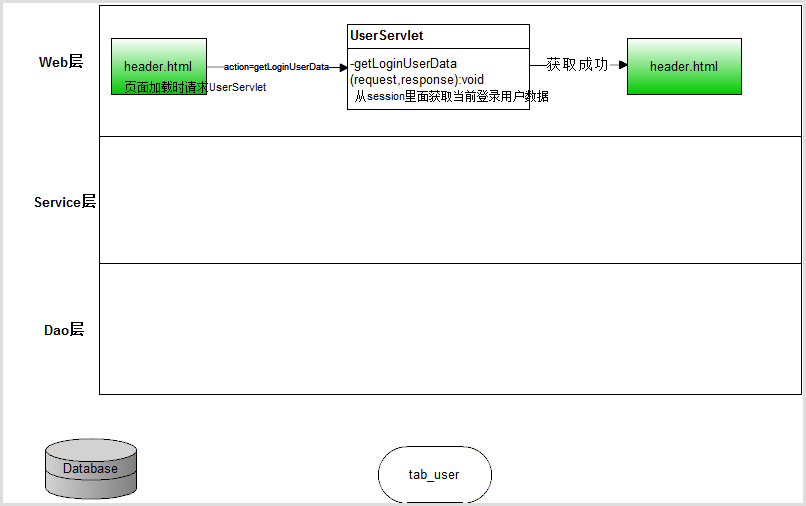 Web层
header.html
页面加载时请求UserServlet
action=getLoginUserData
UserServlet
-getLoginUserData
(request,response):void
从session里面获取当前登录用户数据
获取成功
header.html
Service层
Dao层
Database
tab_user